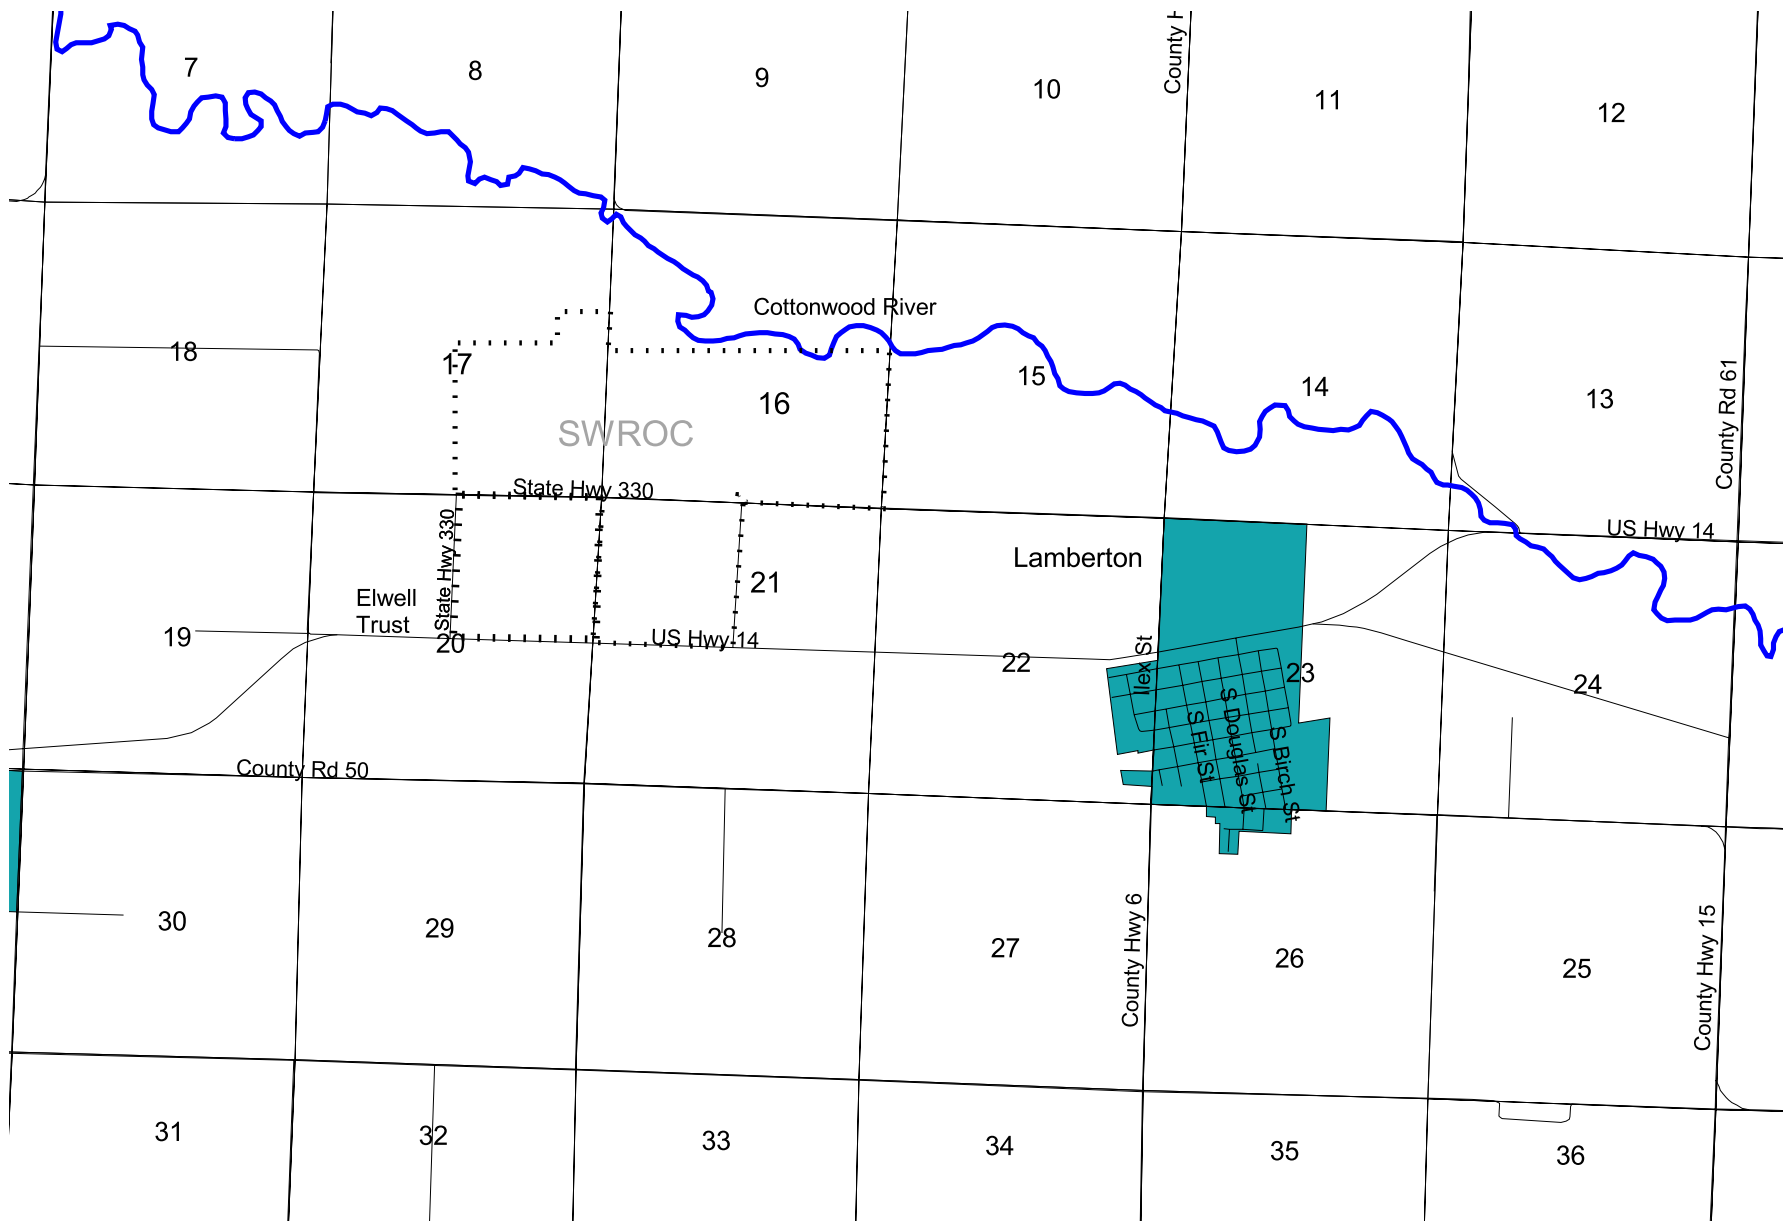 County H
7
8
9
10
11
12
Cottonwood River
18
17
16
15
14
13
County Rd 61
SWROC
State Hwy 330
US Hwy 14
Lamberton
State Hwy 330
21
Elwell
Trust
19
20
US Hwy 14
22
Ilex St
23
24
S Fir St
S Douglas St
S Birch St
County Rd 50
30
29
28
27
County Hwy 6
26
25
County Hwy 15
31
32
33
34
35
36